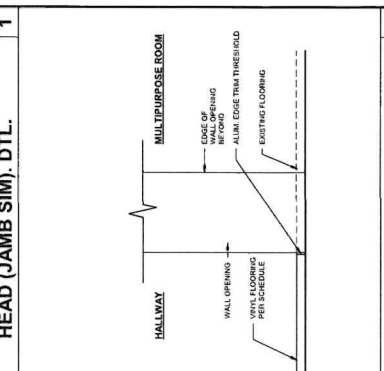 HEAD (JAMB SIM). DTL.
1
HALLWAY
MULTIPURPOSE ROOM
WALL OPENING
EDGE OF
WALL OPENING
BEYOND
ALUM. EDGE TRIM THRESHOLD
VINYL FLOORING
PER SCHEDULE
EXISTING FLOORING